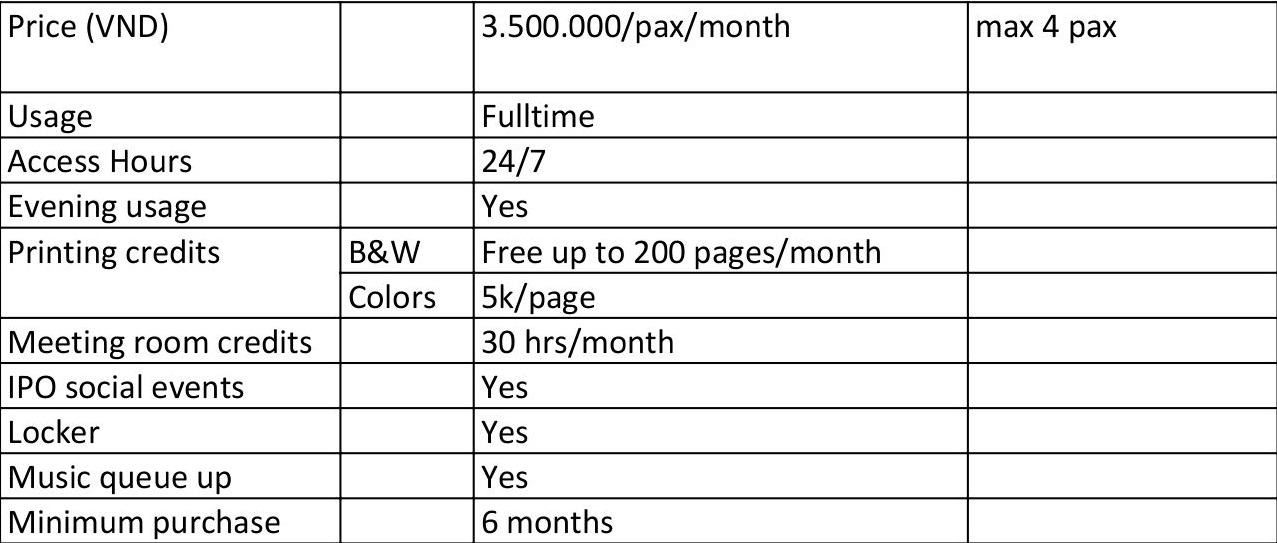 Price (VND) 3.500.000/pax/month max 4 pax
Usage Fulltime
Access Hours 24/7
Evening usage Yes
Printing credits B&W Free up to 200 pages/month
Colors 5k/page
Meeting room credits 30 hrs/month
IPO social events Yes
Locker Yes
Music queue up Yes
Minimum purchase 6 months